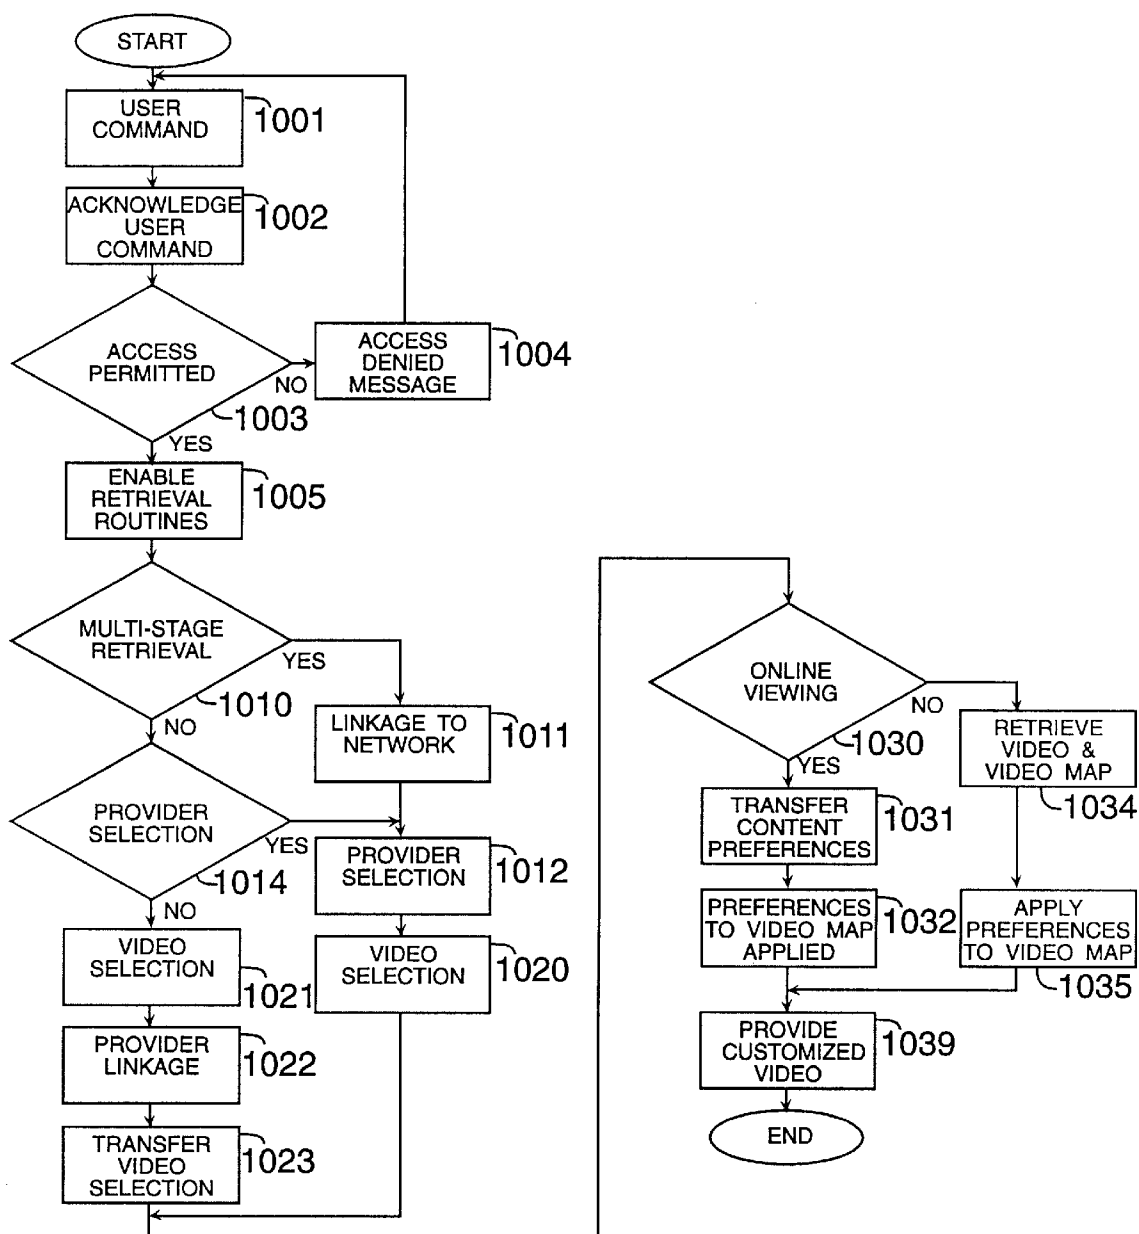 START
USER
COMMAND
1001
ACKNOWLEDGE
USER
COMMAND
1002
ACCESS
PERMITTED
1003
NO
ACCESS
DENIED
MESSAGE
1004
YES
ENABLE
RETRIEVAL
ROUTINES
1005
MULTI-STAGE
RETRIEVAL
1010
YES
LINKAGE TO
NETWORK
1011
NO
PROVIDER
SELECTION
1014
YES
PROVIDER
SELECTION
1012
NO
VIDEO
SELECTION
1021
VIDEO
SELECTION
1020
PROVIDER
LINKAGE
1022
TRANSFER
VIDEO
SELECTION
1023
ONLINE
VIEWING
1030
NO
RETRIEVE
VIDEO &
VIDEO MAP
1034
YES
TRANSFER
CONTENT
PREFERENCES
1031
PREFERENCES
TO VIDEO MAP
APPLIED
1032
APPLY
PREFERENCES
TO VIDEO MAP
1035
PROVIDE
CUSTOMIZED
VIDEO
1039
END